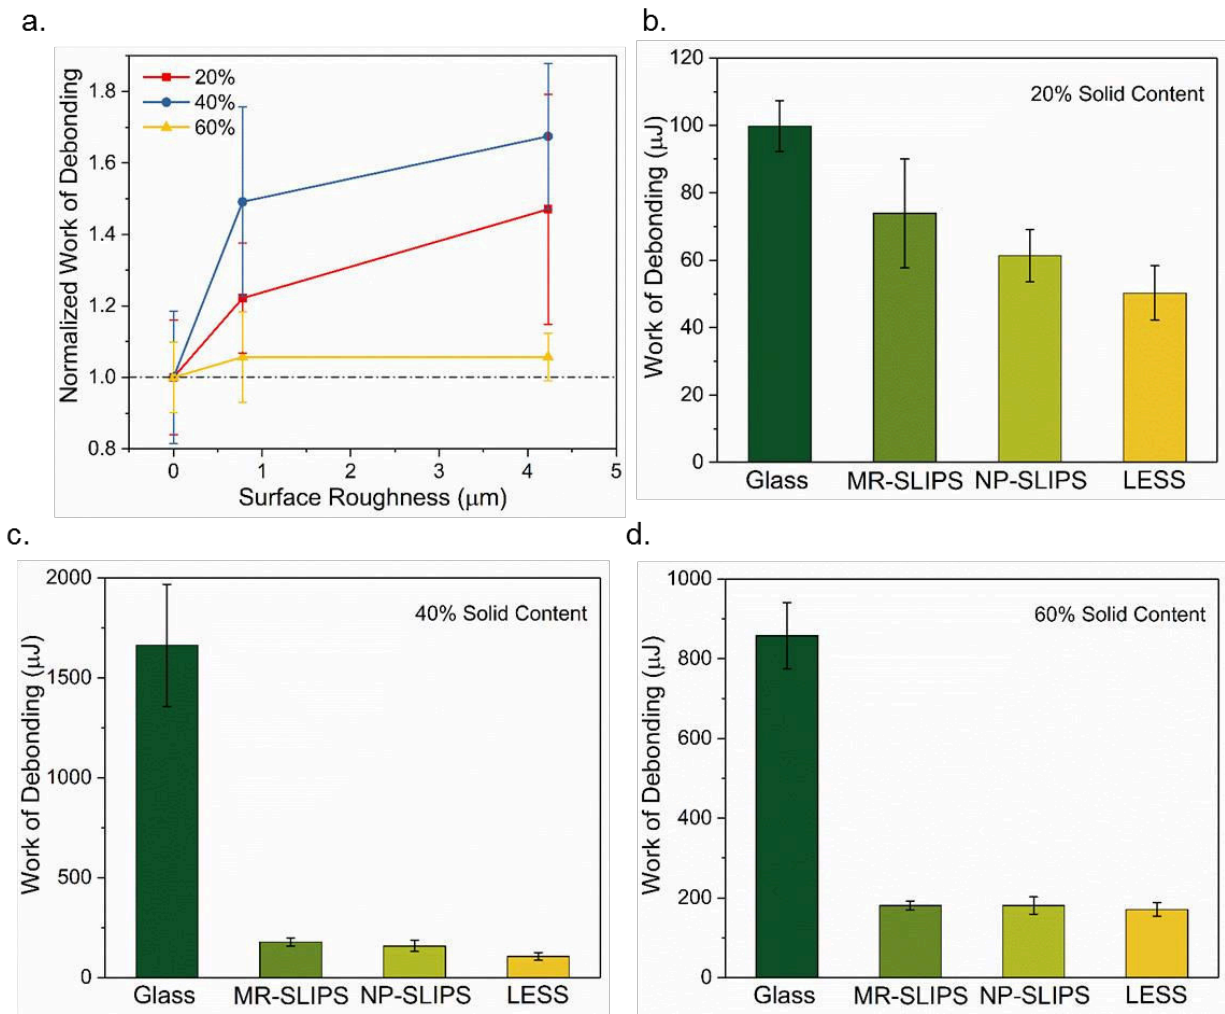 a.
Normalized Work of Debonding
1.8
1.6
1.4
1.2
1.0
0.8
20%
40%
60%
0 1 2 3 4 5
Surface Roughness (μm)
b.
Work of Debonding (μJ)
120
100
80
60
40
20
0
20% Solid Content
Glass MR-SLIPS NP-SLIPS LESS
c.
Work of Debonding (μJ)
2000
1500
1000
500
0
40% Solid Content
Glass MR-SLIPS NP-SLIPS LESS
d.
Work of Debonding (μJ)
1000
800
600
400
200
0
60% Solid Content
Glass MR-SLIPS NP-SLIPS LESS